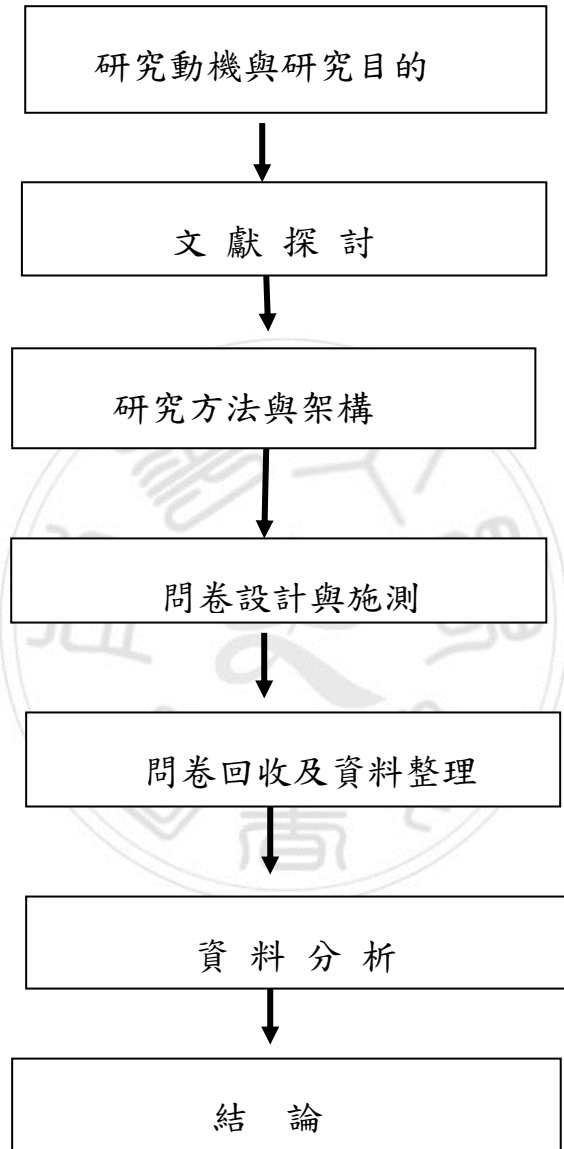 研究動機與研究目的
文 獻 探 討
研究方法與架構
問卷設計與施測
問卷回收及資料整理
資 料 分 析
結 論